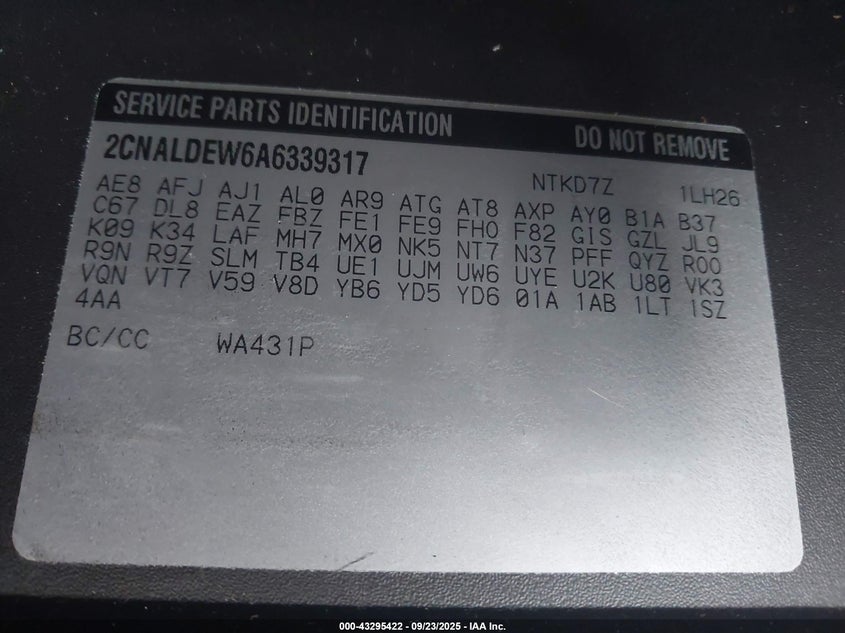 SERVICE PARTS IDENTIFICATION DO NOT REMOVE
2CNALDEW6A6339317 NTKD7Z 1LH26
AE8 AFJ AJ1 AL0 AR9 ATG AT8 AXP AY0 B1A B37
C67 DL8 EAZ FBZ FE1 FE9 FHO F82 GIS GZL JL9
K09 K34 LAF MH7 MX0 NK5 NT7 N37 PFF QYZ ROO
R9N R9Z SLM TB4 UE1 UJM UW6 UYE U2K U80 VK3
VQN VT7 V59 V8D YB6 YD5 YD6 01A 1AB 1LT 1SZ
4AA
BC/CC WA431P
000-43295422 - 09/23/2025 - IAA Inc.